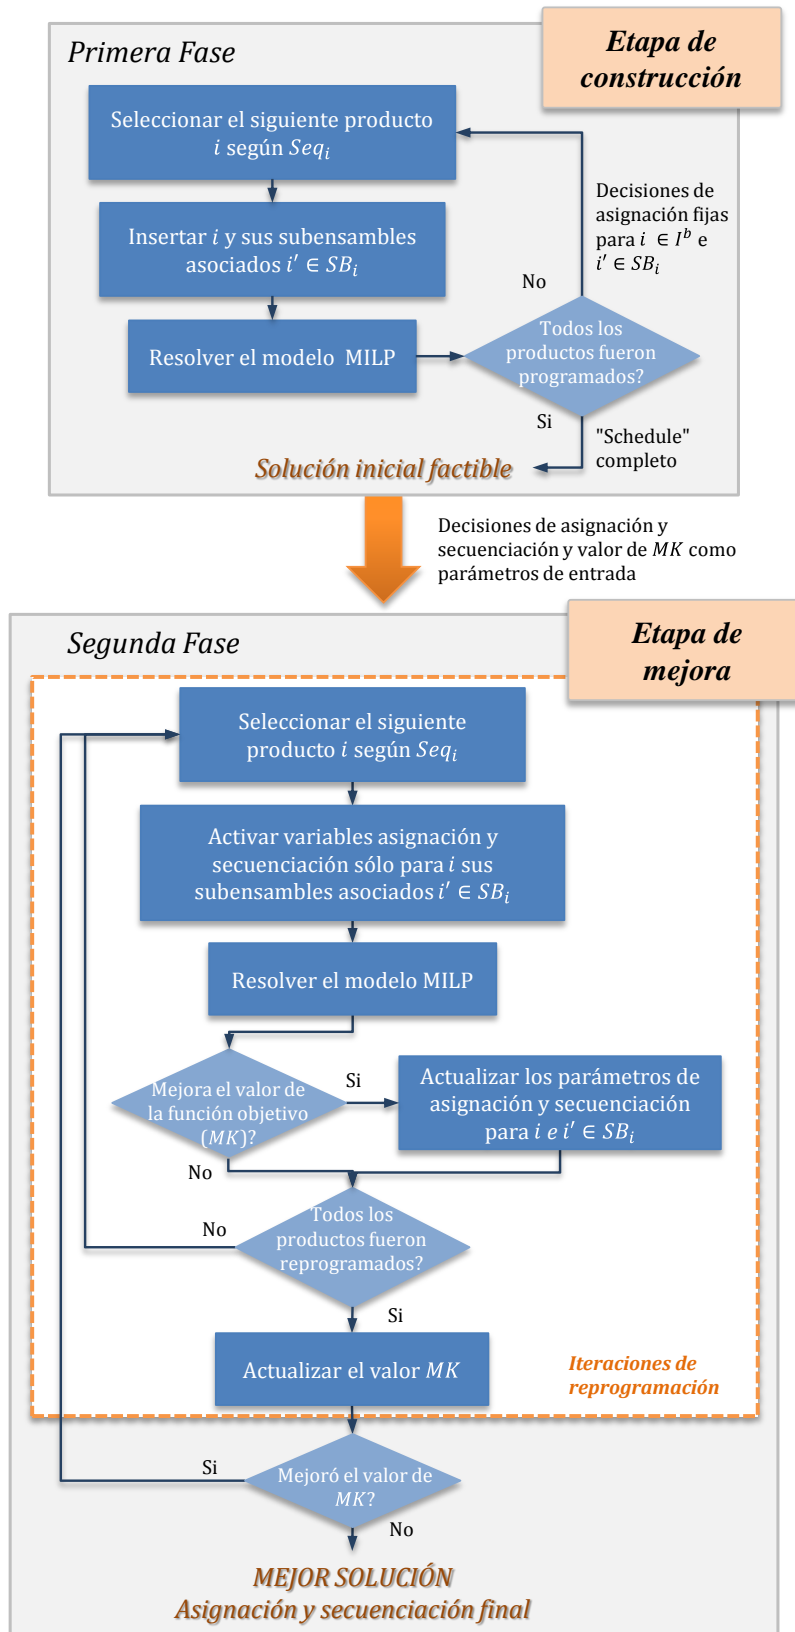 Primera Fase
Etapa de
construcción
Seleccionar el siguiente producto
i según Seq_i
Insertar i y sus subensambles
asociados i′ ∈ SB_i
Resolver el modelo MILP
Todos los
productos fueron
programados?
No
Decisiones de
asignación fijas
para i ∈ I^b e
i′ ∈ SB_i
Si
"Schedule"
completo
Solución inicial factible
Decisiones de asignación y
secuenciación y valor de MK como
parámetros de entrada
Segunda Fase
Etapa de
mejora
Seleccionar el siguiente
producto i según Seq_i
Activar variables asignación y
secuenciación sólo para i sus
subensambles asociados i′ ∈ SB_i
Resolver el modelo MILP
Mejora el valor de
la función objetivo
(MK)?
Si
Actualizar los parámetros de
asignación y secuenciación
para i e i′ ∈ SB_i
No
Todos los
productos fueron
reprogramados?
No
Si
Actualizar el valor MK
Iteraciones de
reprogramación
Mejoró el valor de
MK?
Si
No
MEJOR SOLUCIÓN
Asignación y secuenciación final